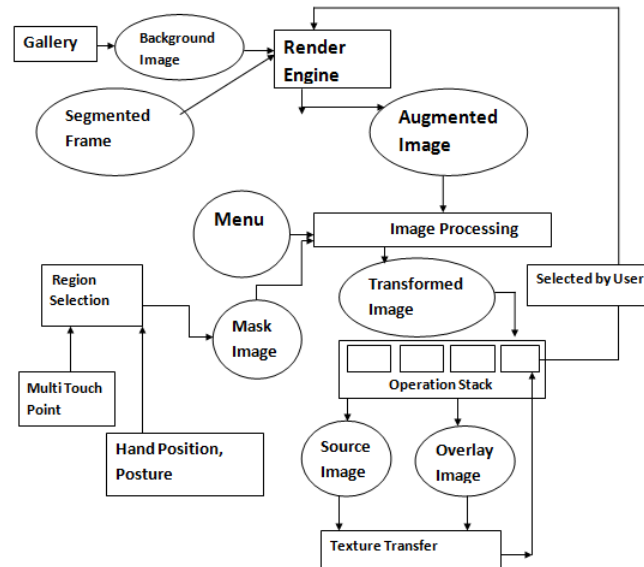 Gallery
Background
Image
Render
Engine
Segmented
Frame
Augmented
Image
Menu
Image Processing
Region
Selection
Transformed
Image
Selected by User
Mask
Image
Multi Touch
Point
Operation Stack
Hand Position,
Posture
Source
Image
Overlay
Image
Texture Transfer